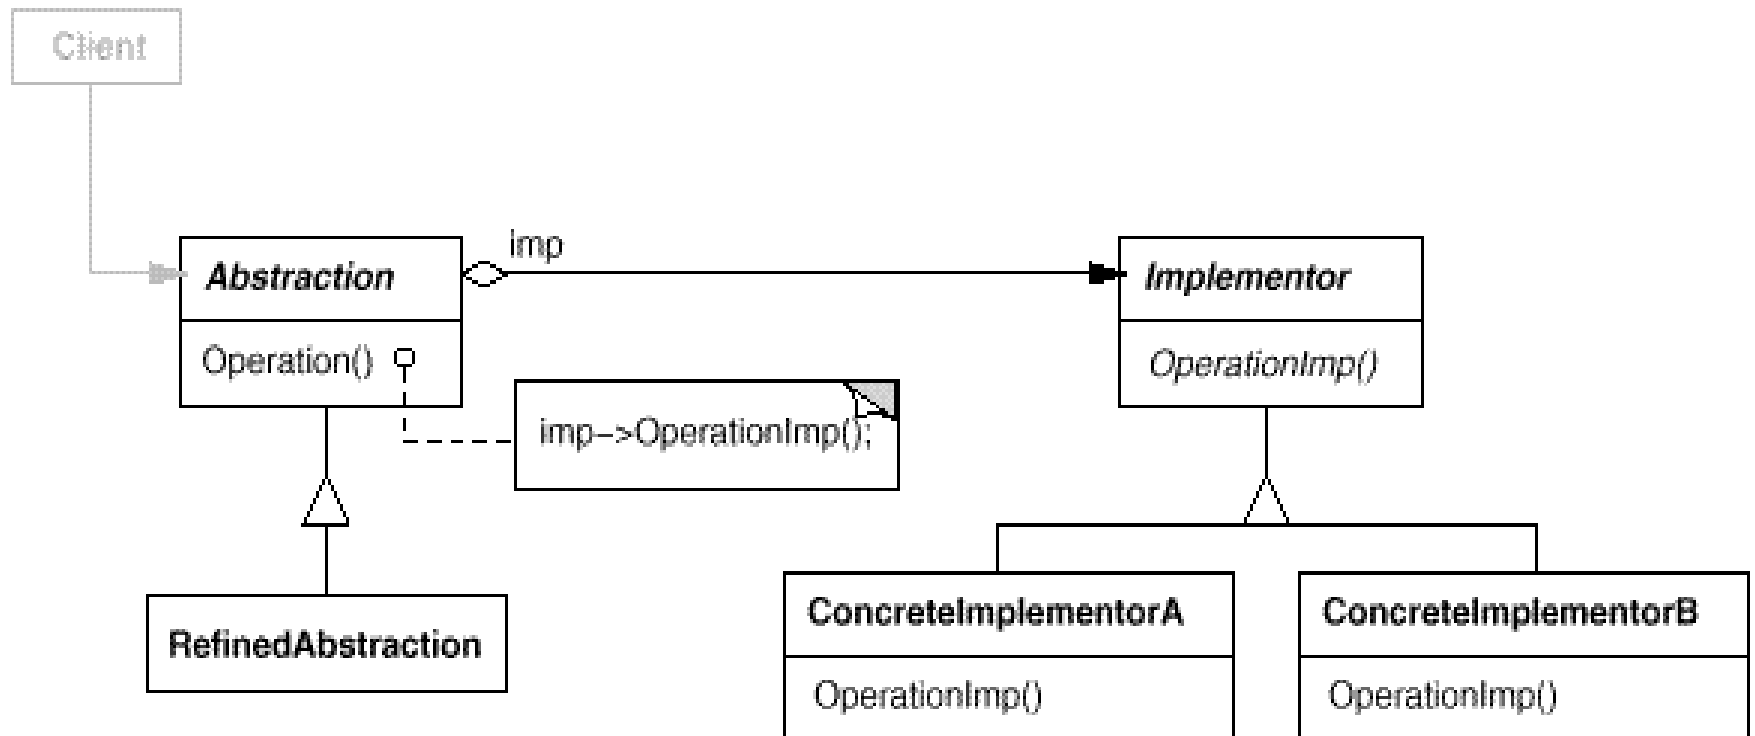 Client
imp
Abstraction
Implementor
Operation()
OperationImp()
imp->OperationImp();
RefinedAbstraction
ConcreteImplementorA
ConcreteImplementorB
OperationImp()
OperationImp()